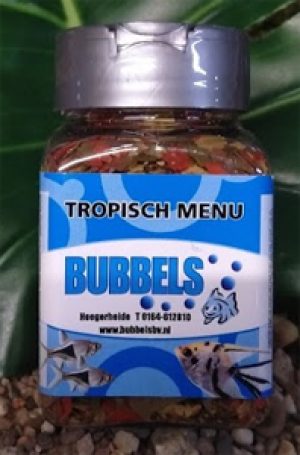 TROPISCH MENU
BUBBELS
Hoogerheide T 0164-612810
www.bubbelsbv.nl